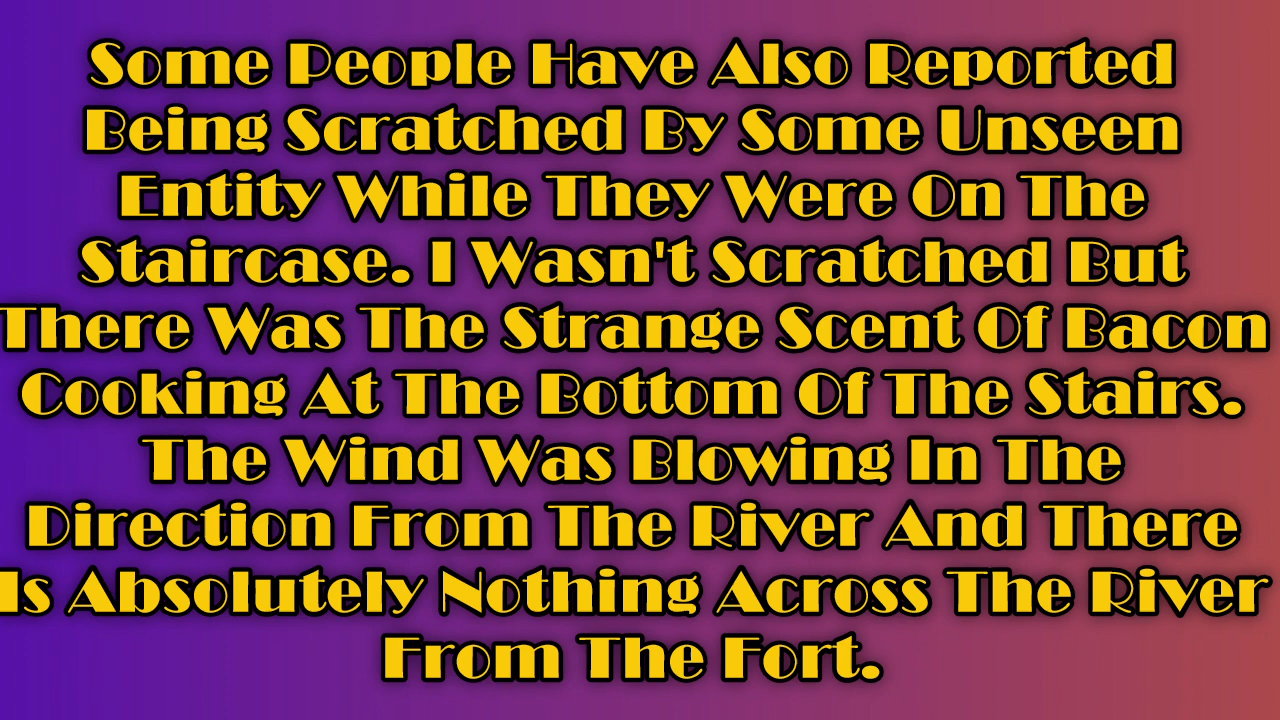 Some People Have Also Reported
Being Scratched By Some Unseen
Entity While They Were On The
Staircase. I Wasn't Scratched But
There Was The Strange Scent Of Bacon
Cooking At The Bottom Of The Stairs.
The Wind Was Blowing In The
Direction From The River And There
Is Absolutely Nothing Across The River
From The Fort.